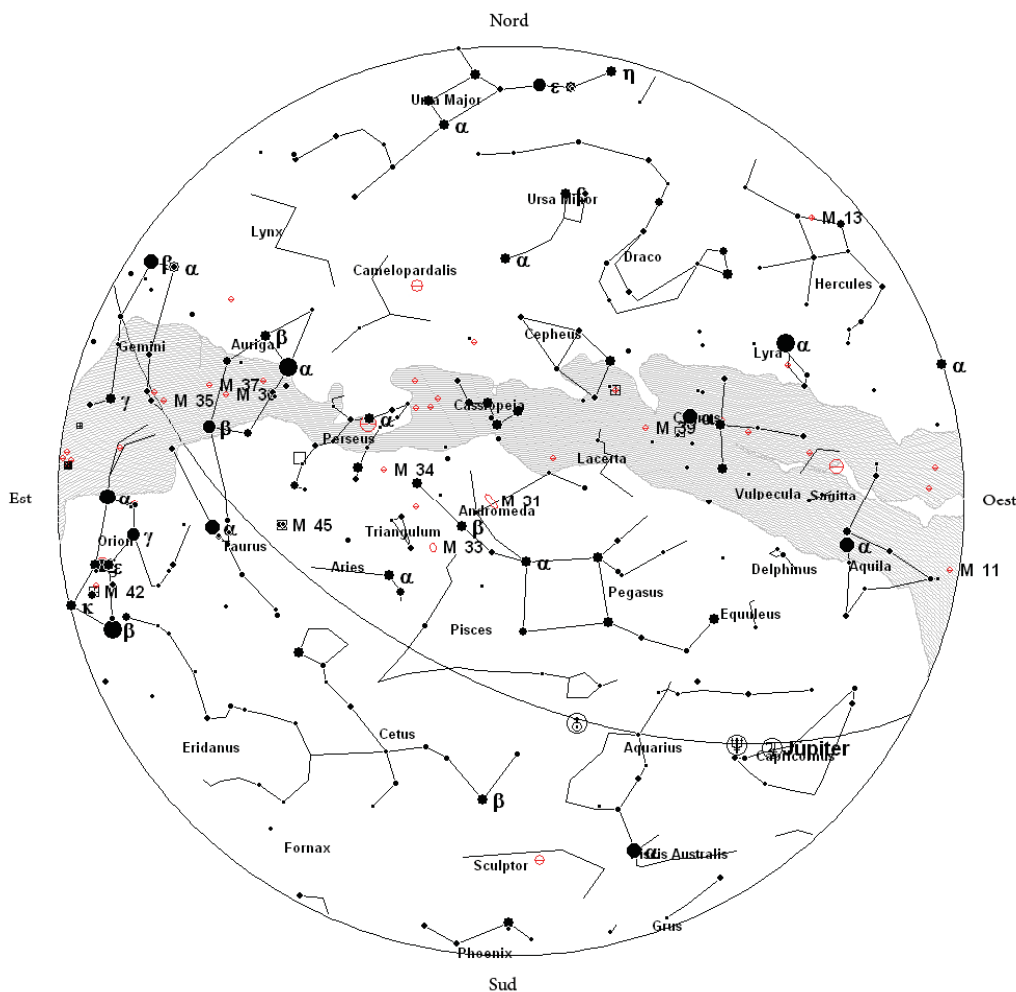 Nord
η
ε
Ursa Major
α
Ursa Minor
β
M 13
Lynx
α
Draco
β
α
Camelopardalis
Hercules
Cepheus
β
Auriga
Gemini
Lyra
α
α
α
M 37
M 35
γ
Cassiopeia
α
α
M 39
β
Perseus
Lacerta
M 34
Est
α
M 31
Vulpecula
Sagitta
Oest
Andromeda
M 45
α
β
Triangulum
γ
Orion
Taurus
M 33
α
α
Aquila
ε
Aries
α
Delphinus
M 11
M 42
Pegasus
κ
Equuleus
β
Pisces
Cetus
Eridanus
Aquarius
Jupiter
Capricornus
β
Fornax
α
Piscis Australis
Sculptor
Grus
Phoenix
Sud